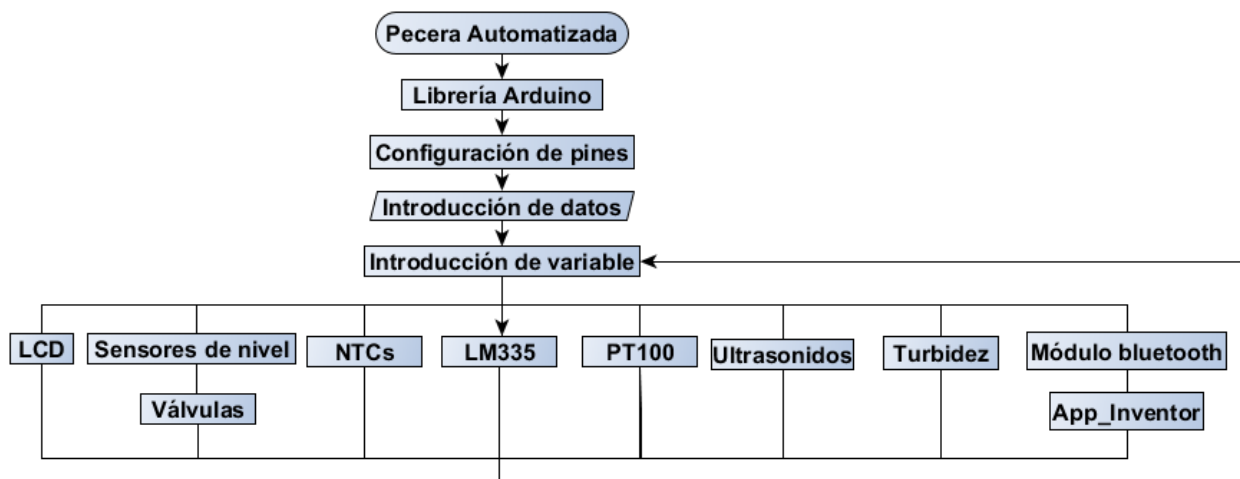 Pecera Automatizada
Librería Arduino
Configuración de pines
Introducción de datos
Introducción de variable
LCD
Sensores de nivel
NTCs
LM335
PT100
Ultrasonidos
Turbidez
Módulo bluetooth
Válvulas
App_Inventor